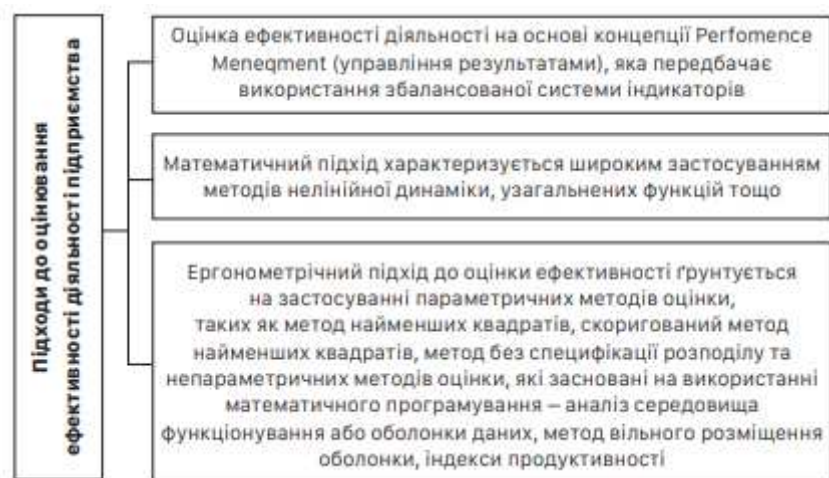 Підходи до оцінювання
ефективності діяльності підприємства
Оцінка ефективності діяльності на основі концепції Perfomence
Meneqment (управління результатами), яка передбачає
використання збалансованої системи індикаторів
Математичний підхід характеризується широким застосуванням
методів нелінійної динаміки, узагальнених функцій тощо
Ергонометрічний підхід до оцінки ефективності ґрунтується
на застосуванні параметричних методів оцінки,
таких як метод найменших квадратів, скоригований метод
найменших квадратів, метод без специфікації розподілу та
непараметричних методів оцінки, які засновані на використанні
математичного програмування – аналіз середовища
функціонування або оболонки даних, метод вільного розміщення
оболонки, індекси продуктивності